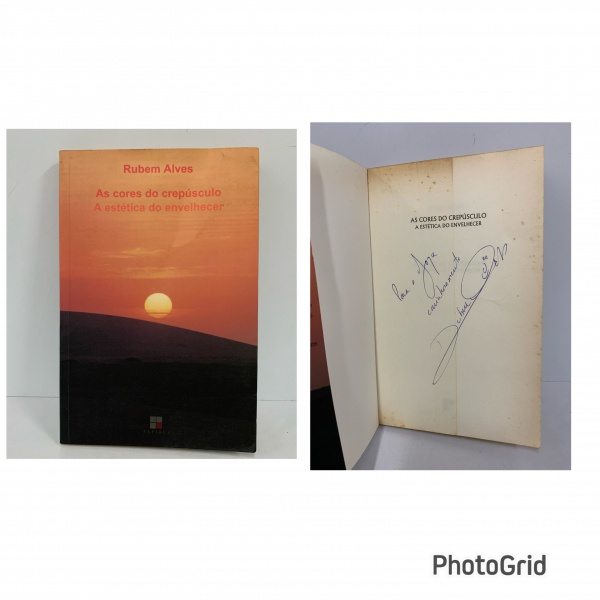 Rubem Alves
As cores do crepúsculo
A estética do envelhecer
PAPIRUS
AS CORES DO CREPÚSCULO
A ESTÉTICA DO ENVELHECER
Para o
carinhosamente
PhotoGrid